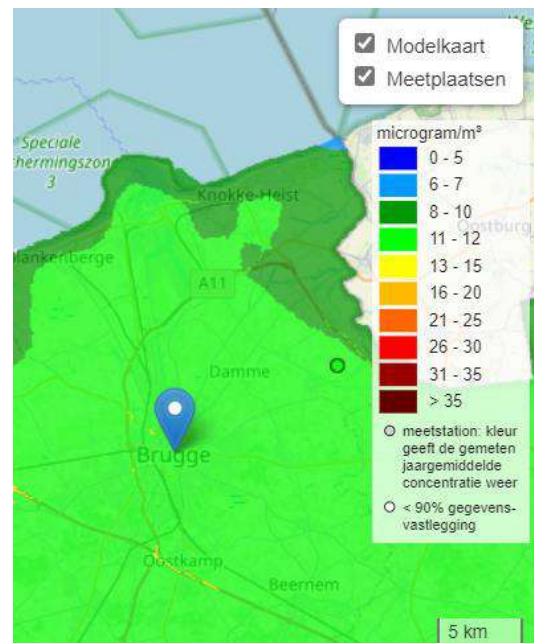 Modelkaart
Meetplaatsen
microgram/m³
0 - 5
6 - 7
8 - 10
11 - 12
13 - 15
16 - 20
21 - 25
26 - 30
31 - 35
> 35
meetstation: kleur
geeft de gemeten
jaargemiddelde
concentratie weer
< 90% gegevens-
vastlegging
Speciale
3
Knokke-Heist
A11
Damme
Brugge
Oostkamp
Beernem
Oostburg
5 km